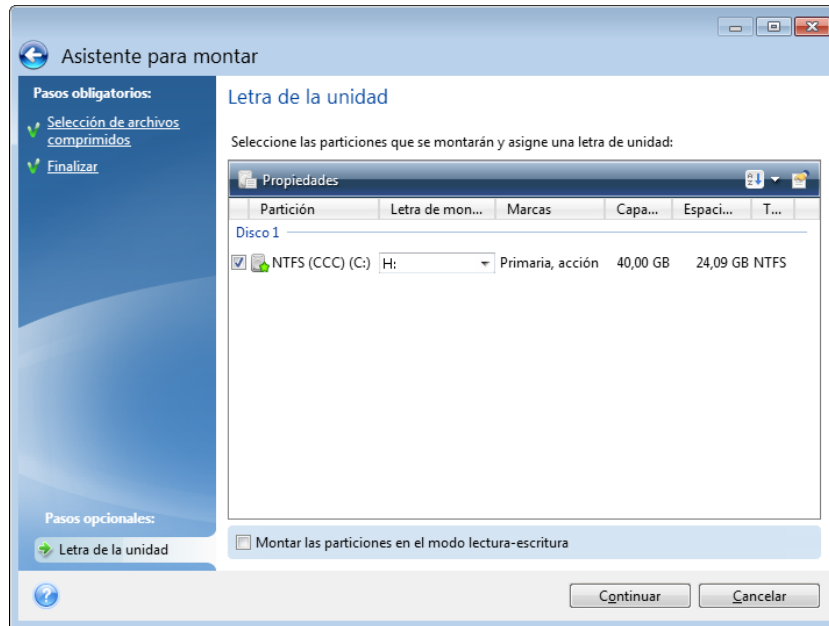 Asistente para montar
Pasos obligatorios:
Selección de archivos
comprimidos
Finalizar
Pasos opcionales:
Letra de la unidad
Letra de la unidad
Seleccione las particiones que se montarán y asigne una letra de unidad:
Propiedades
Partición Letra de mon... Marcas Capa... Espaci... T...
Disco 1
NTFS (CCC) (C:) H: Primaria, acción 40,00 GB 24,09 GB NTFS
Montar las particiones en el modo lectura-escritura
Continuar Cancelar